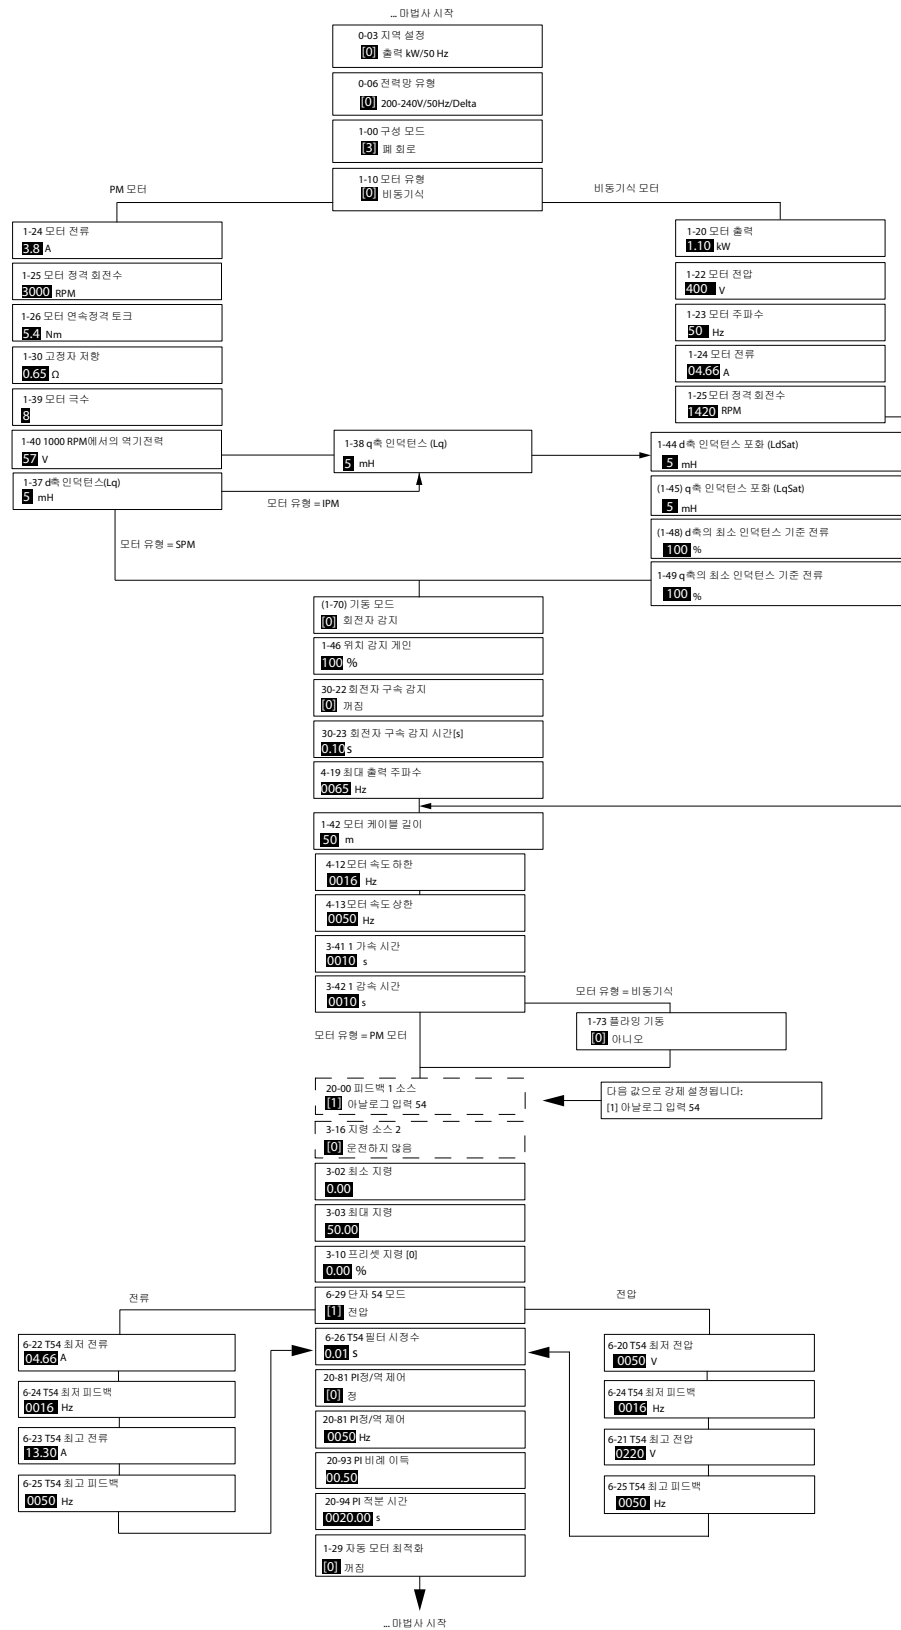 ... 마법사 시작
0-03 지역 설정
[0] 출력 kW/50 Hz
0-06 전력망 유형
[0] 200-240V/50Hz/Delta
1-00 구성 모드
[3] 폐 회로
1-10 모터 유형
[0] 비동기식
PM 모터
비동기식 모터
1-24 모터 전류
3.8 A
1-25 모터 정격 회전수
3000 RPM
1-26 모터 연속정격 토크
5.4 Nm
1-30 고정자 저항
0.65 Ω
1-39 모터 극수
8
1-40 1000 RPM에서의 역기전력
57 V
1-37 d축 인덕턴스(Lq)
5 mH
1-20 모터 출력
1.10 kW
1-22 모터 전압
400 V
1-23 모터 주파수
50 Hz
1-24 모터 전류
04.66 A
1-25모터 정격 회전수
1420 RPM
1-38 q축 인덕턴스 (Lq)
5 mH
모터 유형 = IPM
모터 유형 = SPM
1-44 d축 인덕턴스 포화 (LdSat)
5 mH
(1-45) q축 인덕턴스 포화 (LqSat)
5 mH
(1-48) d축의 최소 인덕턴스 기준 전류
100 %
1-49 q축의 최소 인덕턴스 기준 전류
100 %
(1-70) 기동 모드
[0] 회전자 감지
1-46 위치 감지 게인
100 %
30-22 회전자 구속 감지
[0] 꺼짐
30-23 회전자 구속 감지 시간[s]
0.10 s
4-19 최대 출력 주파수
0065 Hz
1-42 모터 케이블 길이
50 m
4-12모터 속도 하한
0016 Hz
4-13모터 속도 상한
0050 Hz
3-41 1 가속 시간
0010 s
3-42 1 감속 시간
0010 s
모터 유형 = 비동기식
모터 유형 = PM 모터
1-73 플라잉 기동
[0] 아니오
20-00 피드백 1 소스
[1] 아날로그 입력 54
다음 값으로 강제 설정됩니다:
[1] 아날로그 입력 54
3-16 지령 소스 2
[0] 운전하지 않음
3-02 최소 지령
0.00
3-03 최대 지령
50.00
3-10 프리셋 지령 [0]
0.00 %
6-29 단자 54 모드
[1] 전압
전류
전압
6-22 T54 최저 전류
04.66 A
6-24 T54 최저 피드백
0016 Hz
6-23 T54 최고 전류
13.30 A
6-25 T54 최고 피드백
0050 Hz
6-26 T54 필터 시정수
0.01 s
20-81 PI정/역 제어
[0] 정
20-81 PI정/역 제어
0050 Hz
20-93 PI 비례 이득
00.50
20-94 PI 적분 시간
0020.00 s
1-29 자동 모터 최적화
[0] 꺼짐
6-20 T54 최저 전압
0050 V
6-24 T54 최저 피드백
0016 Hz
6-21 T54 최고 전압
0220 V
6-25 T54 최고 피드백
0050 Hz
... 마법사 시작